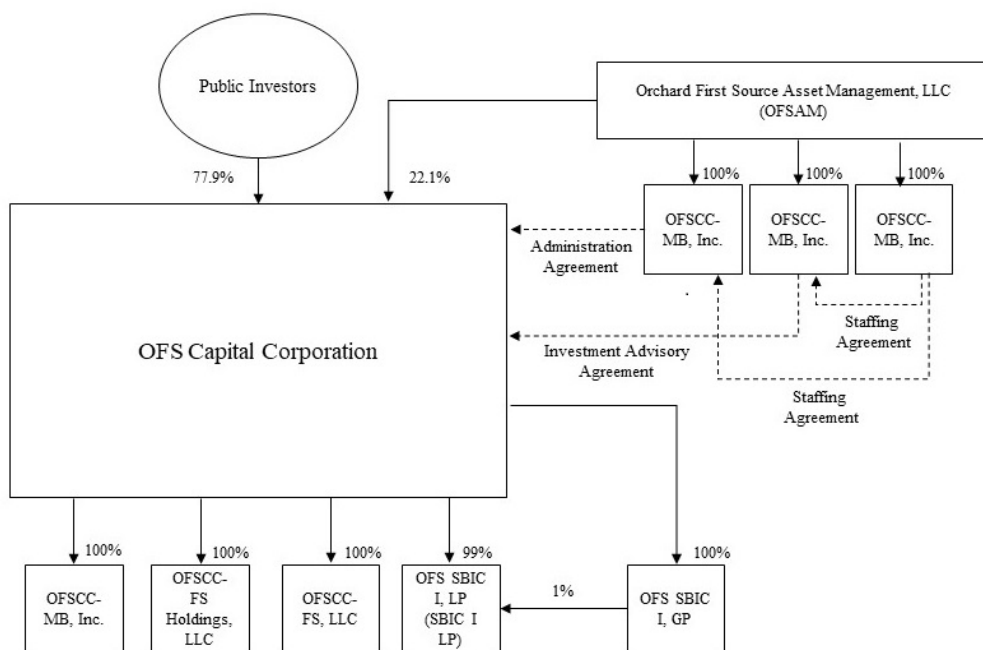 Public Investors
Orchard First Source Asset Management, LLC
(OFSAM)
77.9%
22.1%
100%
100%
100%
OFSCC-
MB, Inc.
OFSCC-
MB, Inc.
OFSCC-
MB, Inc.
Administration
Agreement
Staffing
Agreement
OFS Capital Corporation
Investment Advisory
Agreement
Staffing
Agreement
100%
100%
100%
99%
100%
OFSCC-
MB, Inc.
OFSCC-
FS
Holdings,
LLC
OFSCC-
FS, LLC
OFS SBIC
I, LP
(SBIC I
LP)
1%
OFS SBIC
I, GP